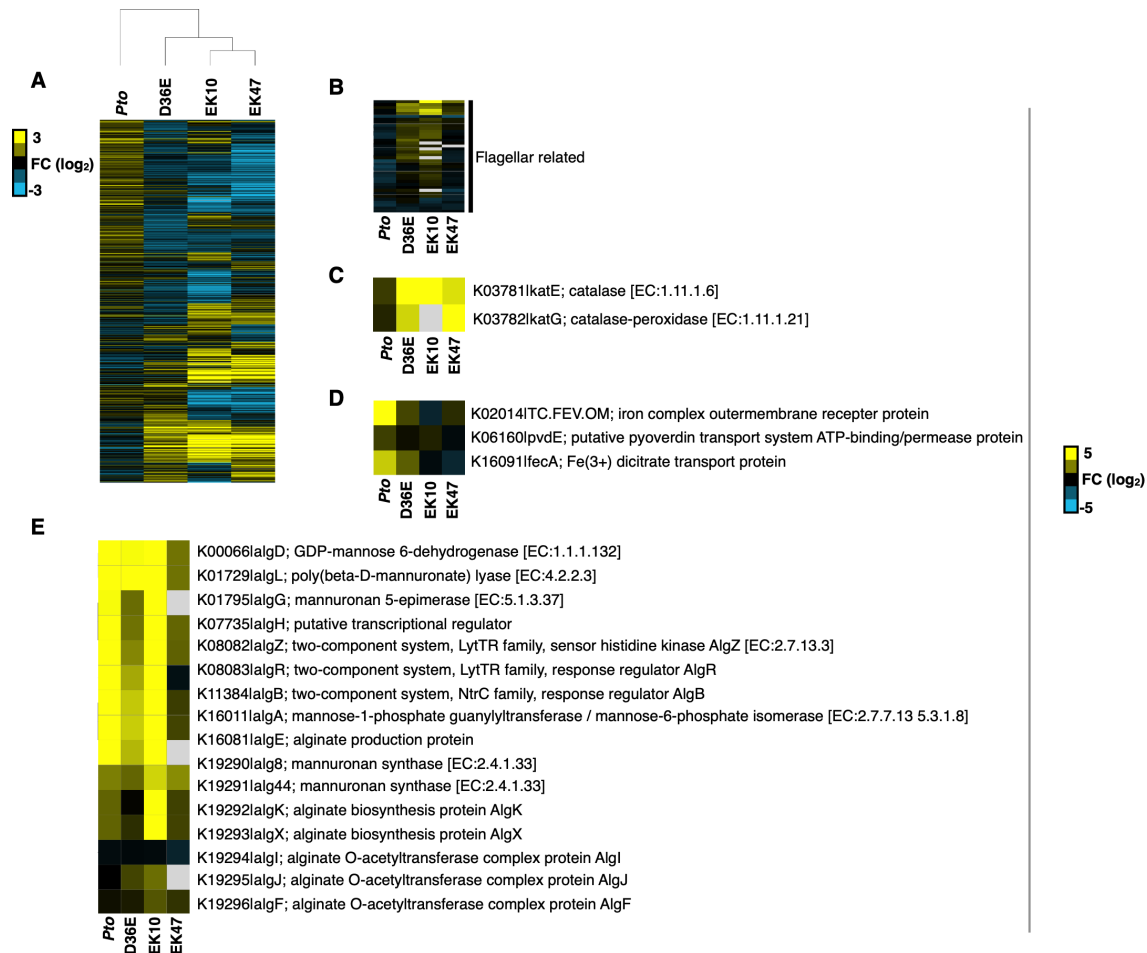 A
Pto
D36E
EK10
EK47
3
FC (log2)
-3
B
Flagellar related
Pto
D36E
EK10
EK47
C
K03781|katE; catalase [EC:1.11.1.6]
K03782|katG; catalase-peroxidase [EC:1.11.1.21]
Pto
D36E
EK10
EK47
D
K02014|TC.FEV.OM; iron complex outermembrane recepter protein
K06160|pvdE; putative pyoverdin transport system ATP-binding/permease protein
K16091|fecA; Fe(3+) dicitrate transport protein
Pto
D36E
EK10
EK47
5
FC (log2)
-5
E
K00066|algD; GDP-mannose 6-dehydrogenase [EC:1.1.1.132]
K01729|algL; poly(beta-D-mannuronate) lyase [EC:4.2.2.3]
K01795|algG; mannuronan 5-epimerase [EC:5.1.3.37]
K07735|algH; putative transcriptional regulator
K08082|algZ; two-component system, LytTR family, sensor histidine kinase AlgZ [EC:2.7.13.3]
K08083|algR; two-component system, LytTR family, response regulator AlgR
K11384|algB; two-component system, NtrC family, response regulator AlgB
K16011|algA; mannose-1-phosphate guanylyltransferase / mannose-6-phosphate isomerase [EC:2.7.7.13 5.3.1.8]
K16081|algE; alginate production protein
K19290|alg8; mannuronan synthase [EC:2.4.1.33]
K19291|alg44; mannuronan synthase [EC:2.4.1.33]
K19292|algK; alginate biosynthesis protein AlgK
K19293|algX; alginate biosynthesis protein AlgX
K19294|algI; alginate O-acetyltransferase complex protein AlgI
K19295|algJ; alginate O-acetyltransferase complex protein AlgJ
K19296|algF; alginate O-acetyltransferase complex protein AlgF
Pto
D36E
EK10
EK47